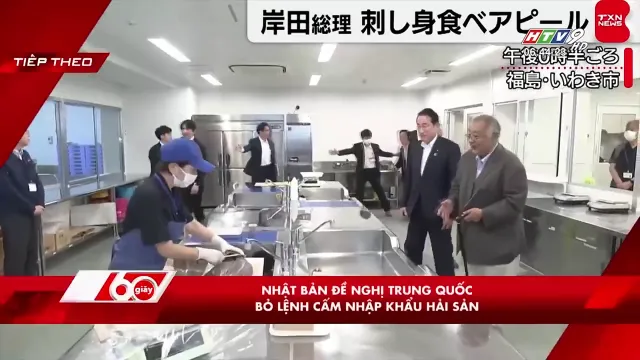 岸田総理 刺し身食べアピール
TXN
NEWS
HTV9
HD
TIẾP THEO
午後0時半ごろ
福島・いわき市
60
giây
NHẬT BẢN ĐỀ NGHỊ TRUNG QUỐC
BỎ LỆNH CẤM NHẬP KHẨU HẢI SẢN